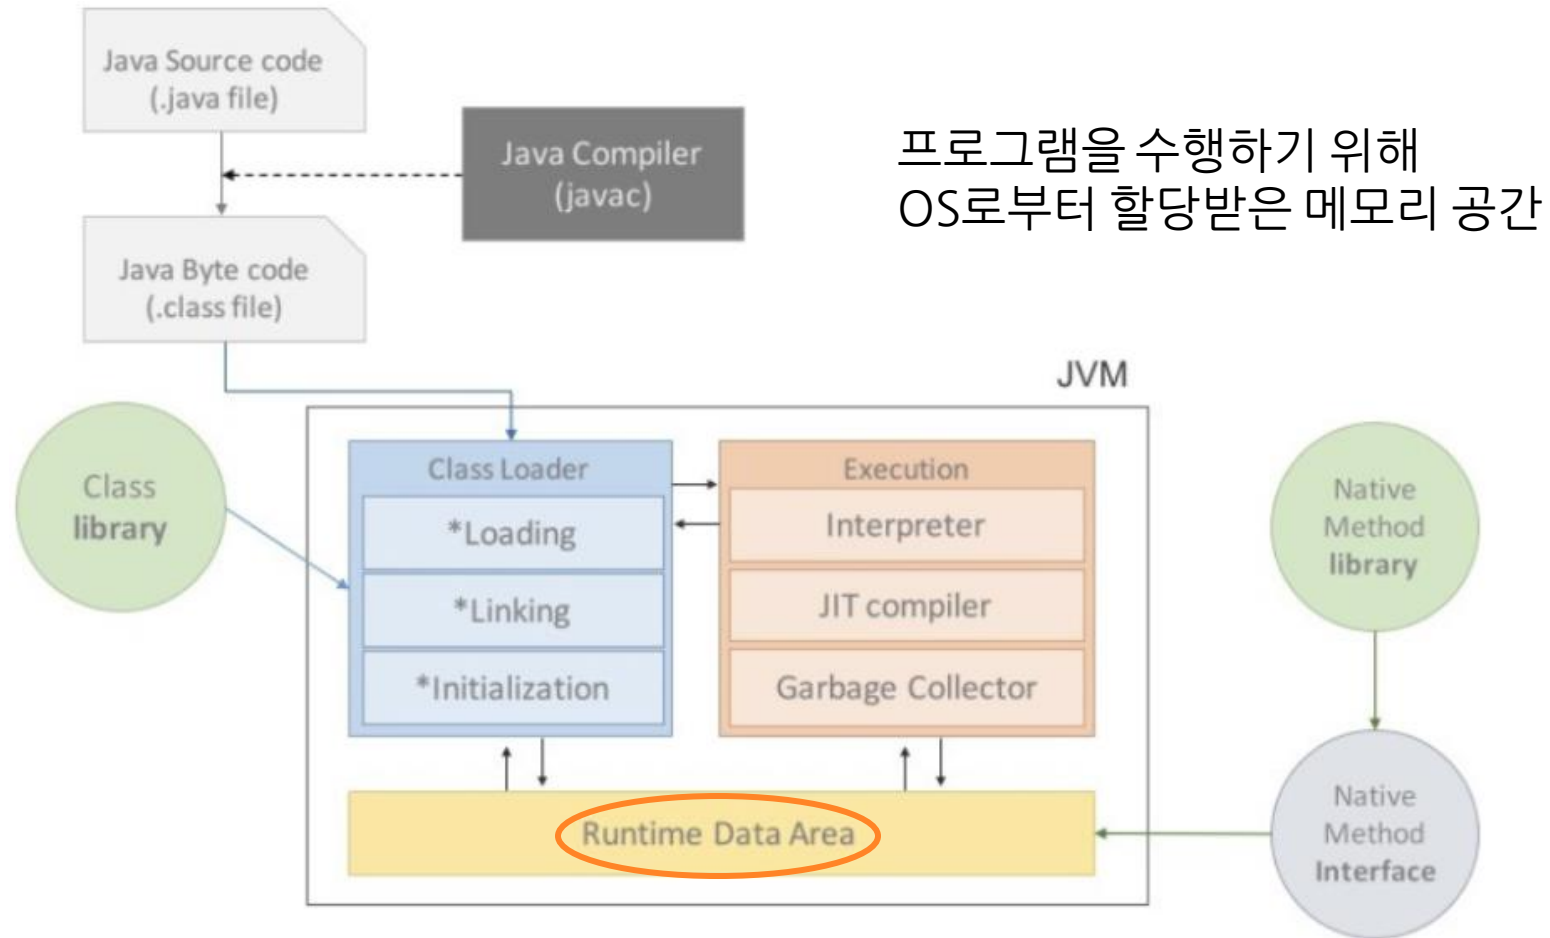 Java Source code
(.java file)
Java Compiler
(javac)
프로그램을 수행하기 위해
OS로부터 할당받은 메모리 공간
Java Byte code
(.class file)
JVM
Class
library
Class Loader
*Loading
*Linking
*Initialization
Execution
Interpreter
JIT compiler
Garbage Collector
Runtime Data Area
Native
Method
library
Native
Method
Interface